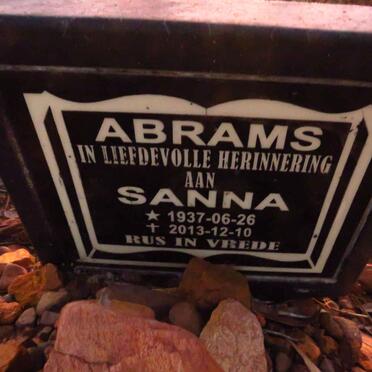 ABRAMS
IN LIEFDEVOLLE HERINNERING
AAN
SANNA
★ 1937-06-26
✝ 2013-12-10
RUS IN VREDE